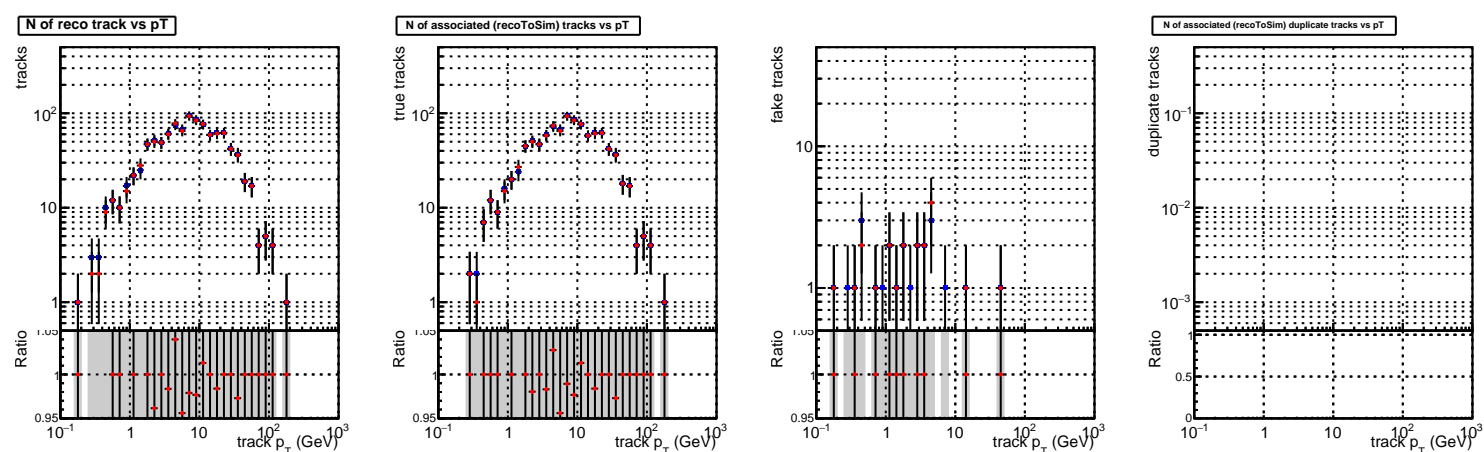 N of reco track vs pT
tracks
10²
10
1
Ratio
1.05
1
0.95
10⁻¹ 1 10 10² 10³
track p_T (GeV)
N of associated (recoToSim) tracks vs pT
true tracks
10²
10
1
Ratio
1.05
1
0.95
10⁻¹ 1 10 10² 10³
track p_T (GeV)
fake tracks
10
1
Ratio
1.05
1
0.95
10⁻¹ 1 10 10² 10³
track p_T (GeV)
N of associated (recoToSim) duplicate tracks vs pT
duplicate tracks
10⁻¹
10⁻²
10⁻³
Ratio
1
0.5
0
10⁻¹ 1 10 10² 10³
track p_T (GeV)